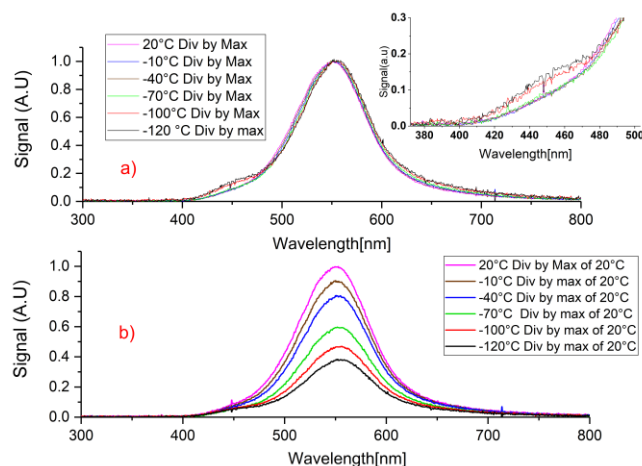 20°C Div by Max
-10°C Div by Max
-40°C Div by Max
-70°C Div by Max
-100°C Div by Max
-120 °C Div by max
a)
Signal (A.U)
1.0
0.8
0.6
0.4
0.2
0.0
300 400 500 600 700 800
Wavelength[nm]
Signal(a.u)
0.3
0.2
0.1
0.0
380 400 420 440 460 480 500
Wavelength[nm]
b)
Signal (A.U)
1.0
0.8
0.6
0.4
0.2
0.0
300 400 500 600 700 800
Wavelength[nm]
20°C Div by Max of 20°C
-10°C Div by max of 20°C
-40°C Div by max of 20°C
-70°C Div by max of 20°C
-100°C Div by max of 20°C
-120°C Div by max of 20°C